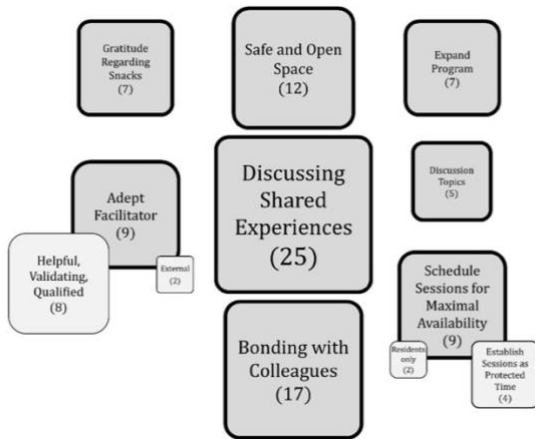 Gratitude
Regarding
Snacks
(7)
Safe and Open
Space
(12)
Expand
Program
(7)
Discussing
Shared
Experiences
(25)
Discussion
Topics
(5)
Adept
Facilitator
(9)
Helpful,
Validating,
Qualified
(8)
External
(2)
Schedule
Sessions for
Maximal
Availability
(9)
Residents
only
(2)
Establish
Sessions as
Protected
Time
(4)
Bonding with
Colleagues
(17)